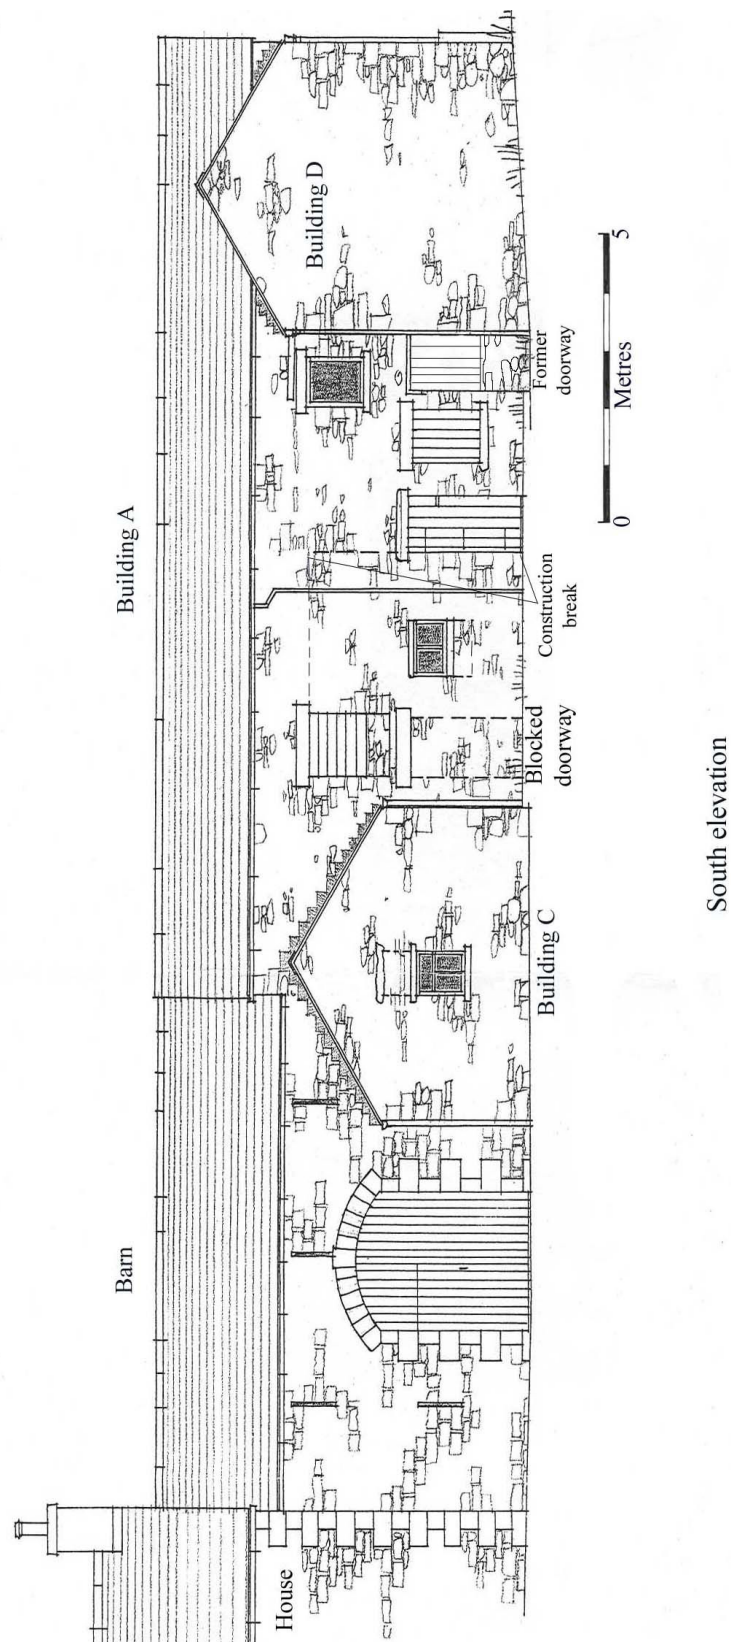 Barn
Building A
House
Building D
Building C
Blocked
doorway
Construction
break
Former
doorway
0
Metres
5
South elevation